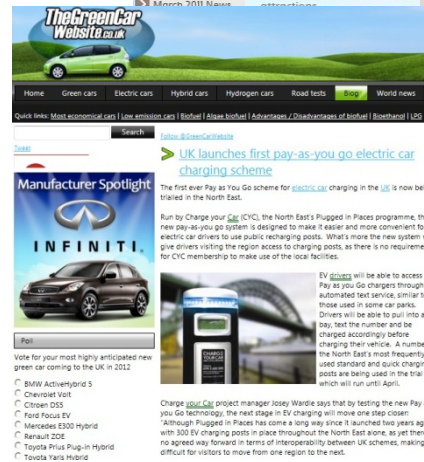 March 2011 News
attractions
TheGreenCar
Website.co.uk
Home Green cars Electric cars Hybrid cars Hydrogen cars Road tests Blog World news
Quick links: Most economical cars | Low emission cars | Biofuel | Algae biofuel | Advantages / Disadvantages of biofuel | Bioethanol | LPG
Search
Tweet
Manufacturer Spotlight
INFINITI.
Poll
Vote for your most highly anticipated new
green car coming to the UK in 2012
BMW ActiveHybrid 5
Chevrolet Volt
Citroen DS5
Ford Focus EV
Mercedes E300 Hybrid
Renault ZOE
Toyota Prius Plug-in Hybrid
Toyota Yaris Hybrid
Follow @GreenCarWebsite
UK launches first pay-as-you go electric car
charging scheme
The first ever Pay as You Go scheme for electric car charging in the UK is now bei
trialled in the North East.
Run by Charge your Car (CYC), the North East's Plugged in Places programme, th
new pay-as-you go system is designed to make it easier and more convenient fo
electric car drivers to use public recharging posts. What's more the new system
give drivers visiting the region access to charging posts, as there is no requireme
for CYC membership to make use of the local facilities.
CHARGE
YOUR CAR
EV drivers will be able to access
Pay as you Go chargers through
automated text service, similar t
those used in some car parks.
Drivers will be able to pull into a
bay, text the number and be
charged accordingly before
charging their vehicle. A numbe
the North East's most frequently
used standard and quick chargin
posts are being used in the trial
which will run until April.
Charge your Car project manager Josey Wardle says that by testing the new Pay
you Go technology, the next stage in EV charging will move one step closer:
"Although Plugged in Places has come a long way since it launched two years ag
with 300 EV charging posts in place throughout the North East alone, as yet ther
no agreed way forward in terms of interoperability between UK schemes, making
difficult for visitors to move from one region to the next.